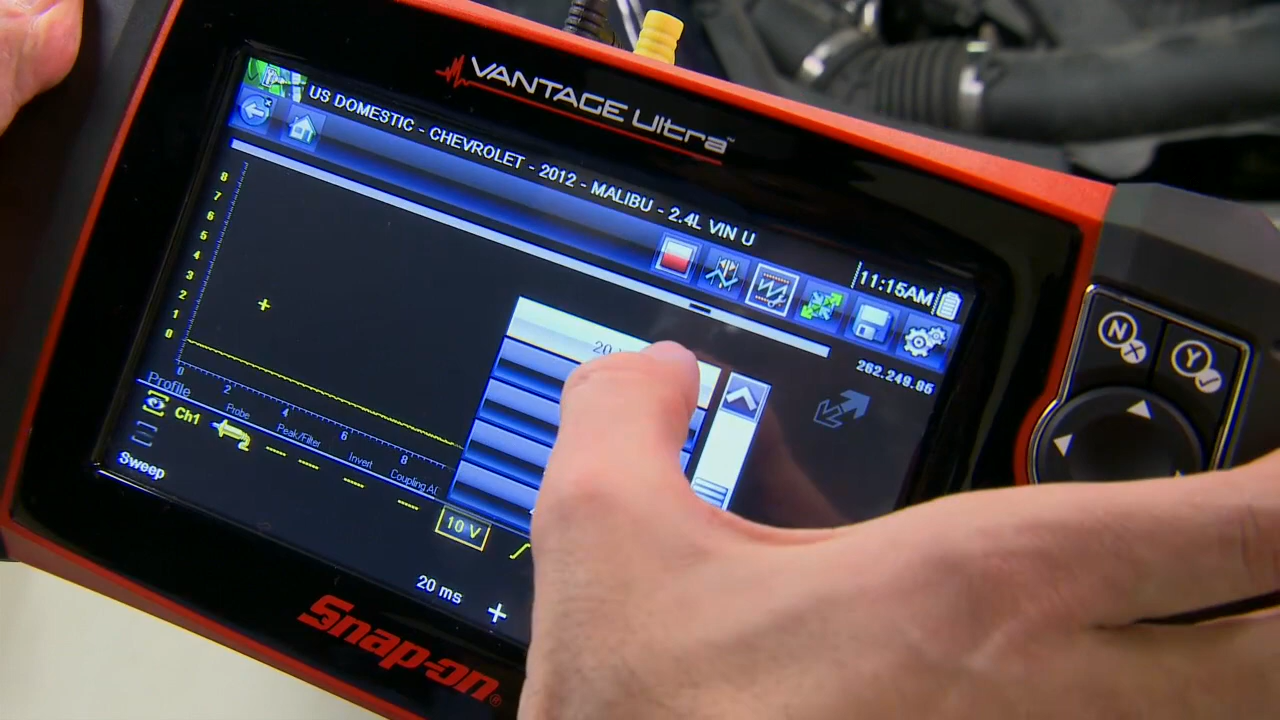 VANTAGE Ultra™
US DOMESTIC - CHEVROLET - 2012 - MALIBU - 2.4L VIN U
11:15AM
262.249.86
8
7
6
5
4
3
2
1
0
0 2 4 6 8
20
Profile Probe Peak/Filter Invert Coupling.AC
Ch1
10 V
Sweep
20 ms
Snap-on®
N
Y